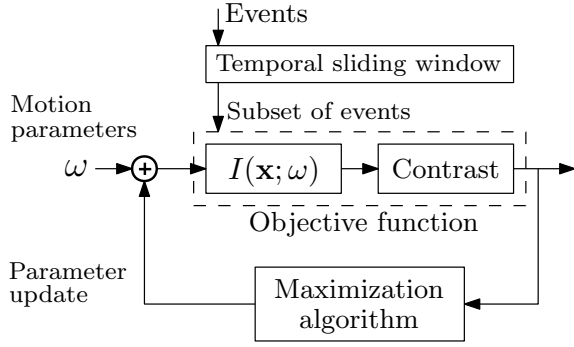 Events
Temporal sliding window
Subset of events
Motion
parameters
ω
+
I(x; ω)
Contrast
Objective function
Parameter
update
Maximization
algorithm